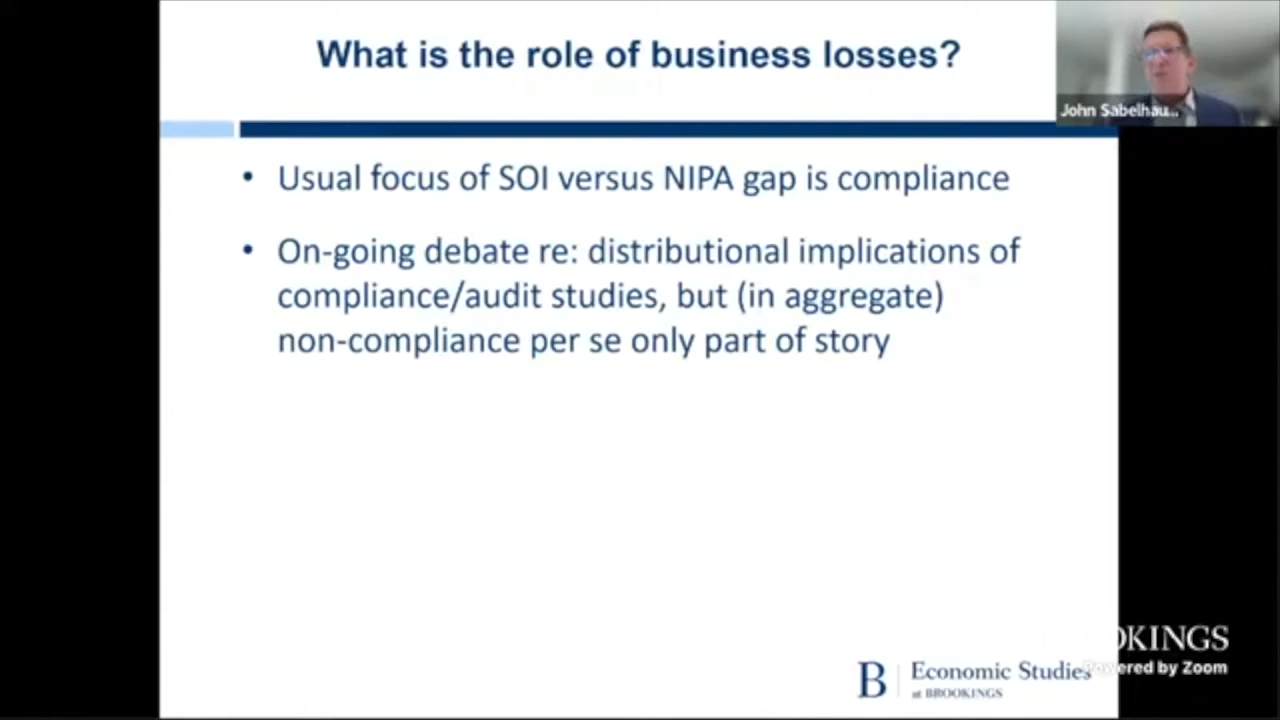 What is the role of business losses?
John Sabelhau...
• Usual focus of SOI versus NIPA gap is compliance
• On-going debate re: distributional implications of
compliance/audit studies, but (in aggregate)
non-compliance per se only part of story
B Economic Studies
at BROOKINGS
OKINGS
Powered by Zoom